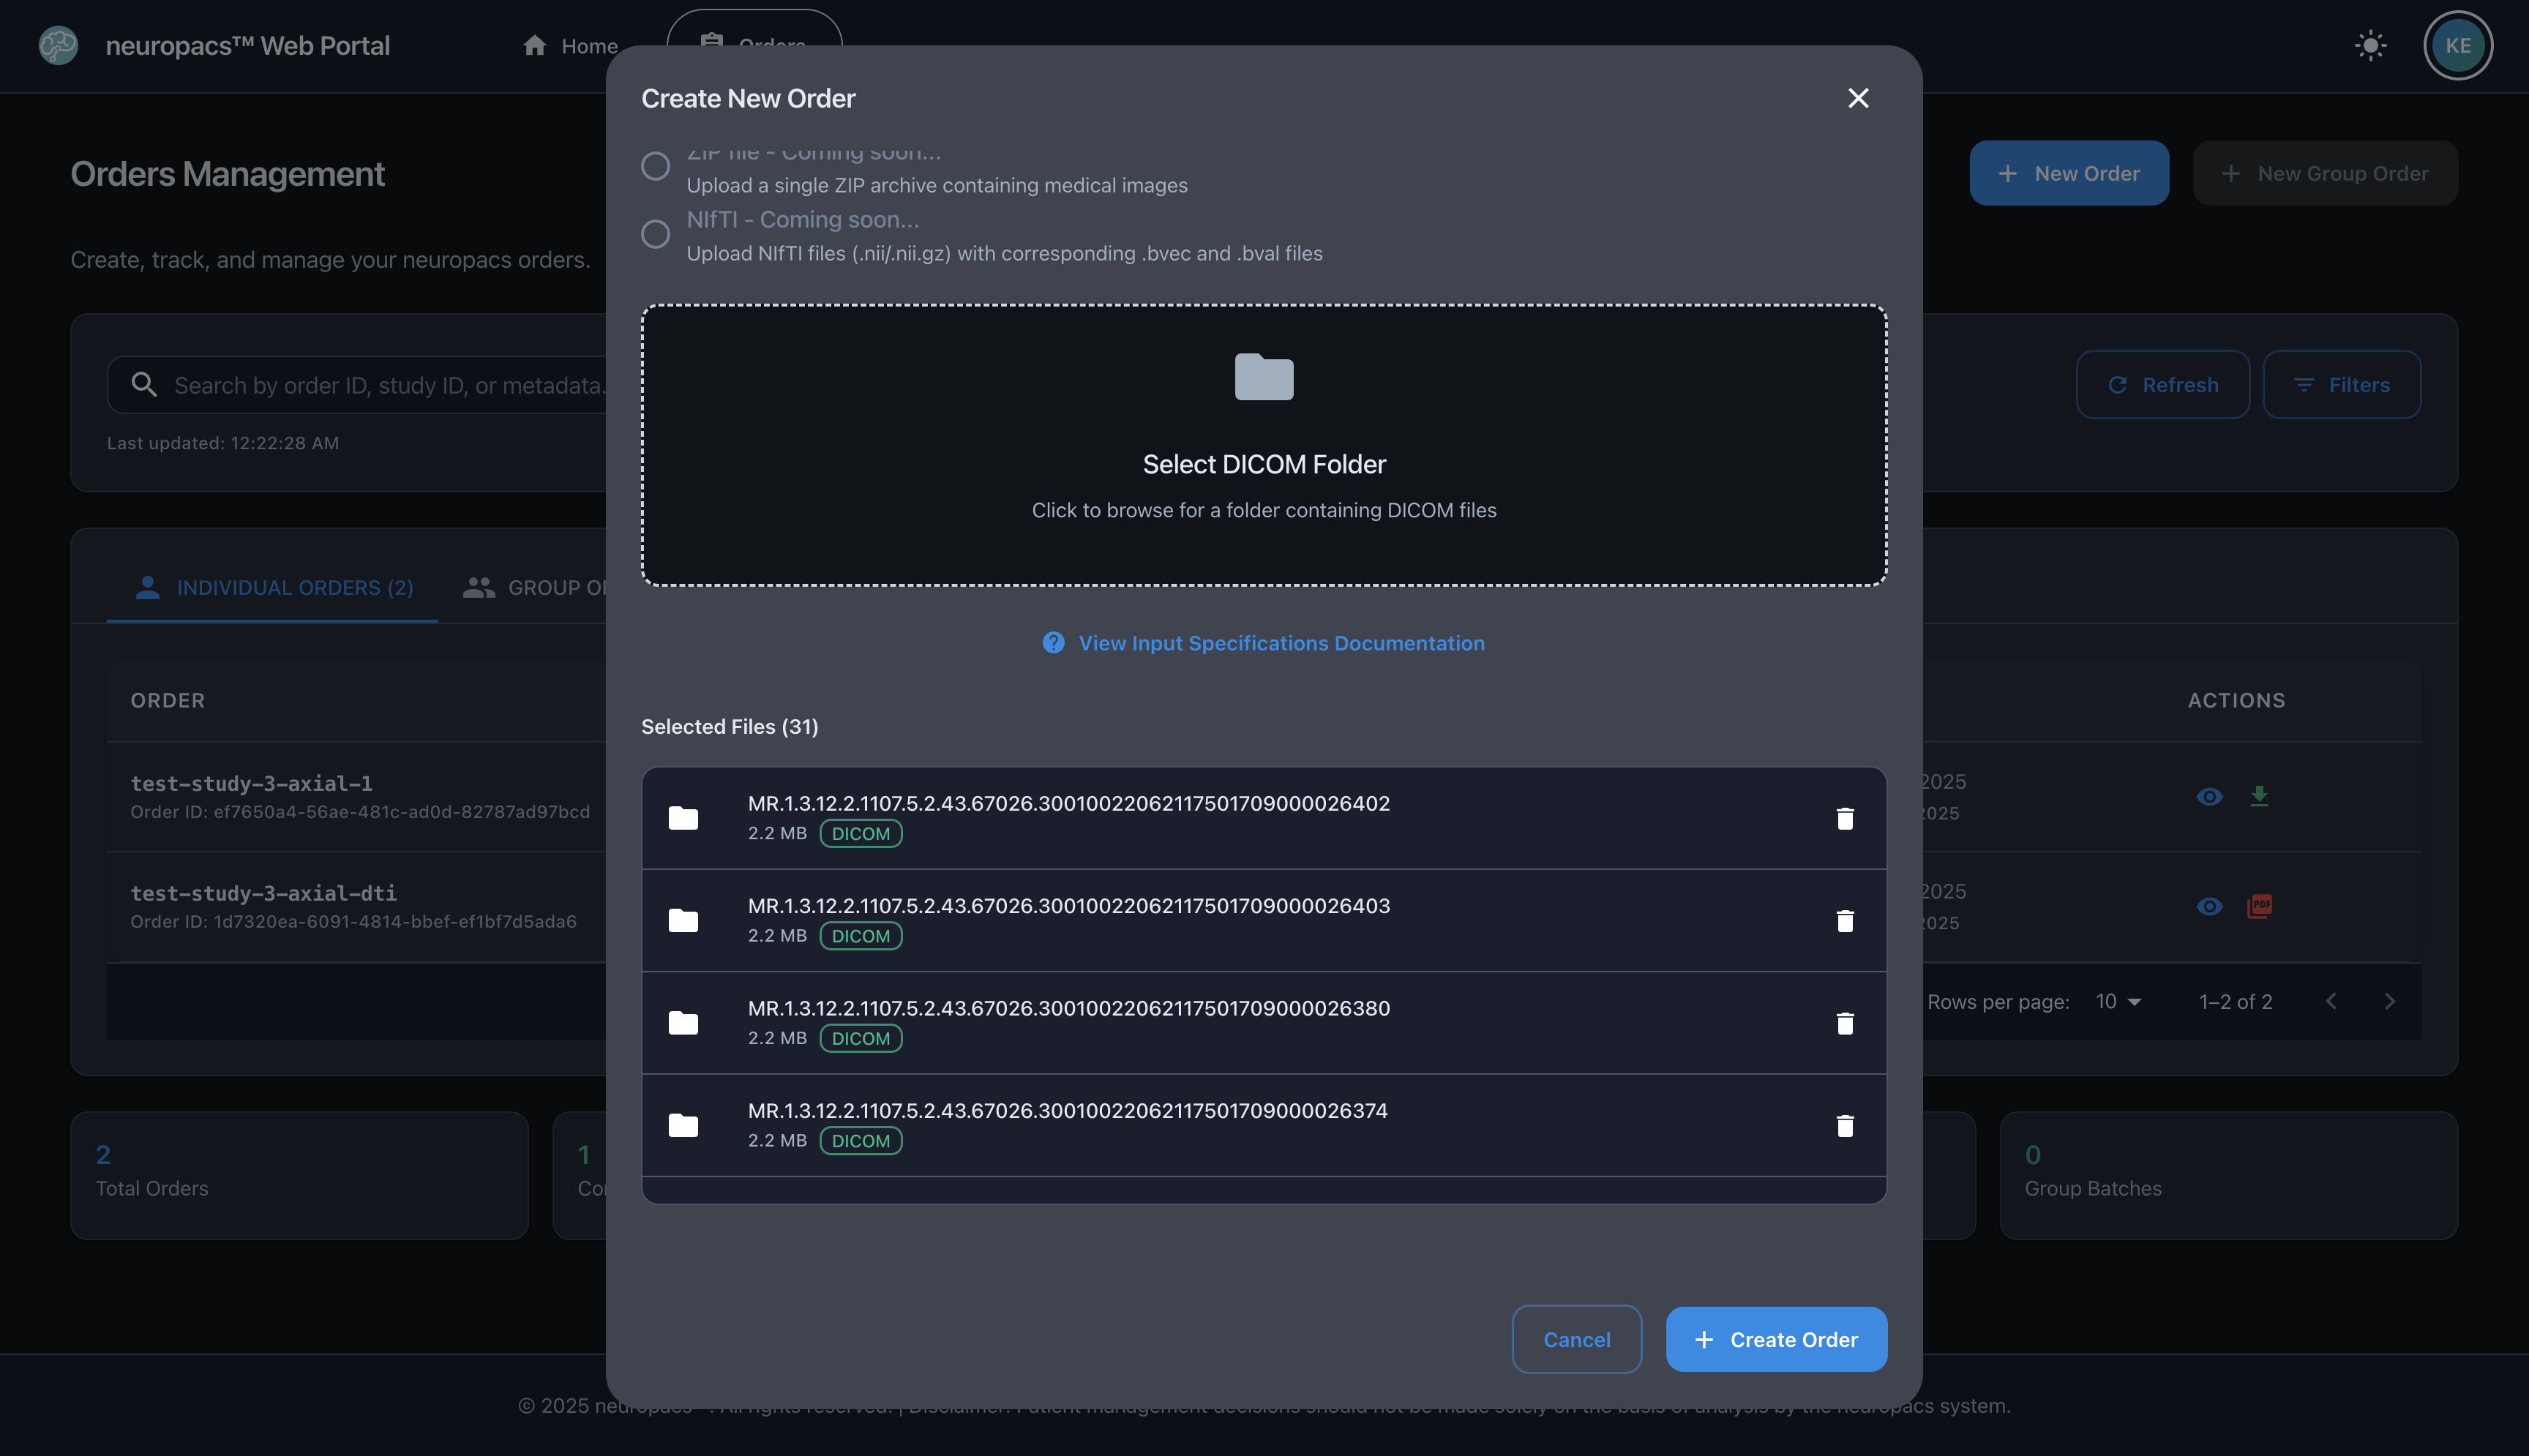 neuropacs™ Web Portal
Home
Orders
KE
Create New Order
Orders Management
New Order
New Group Order
ZIP file - Coming soon...
Upload a single ZIP archive containing medical images
NIfTI - Coming soon...
Upload NIfTI files (.nii/.nii.gz) with corresponding .bvec and .bval files
Create, track, and manage your neuropacs orders.
Search by order ID, study ID, or metadata.
Last updated: 12:22:28 AM
Refresh
Filters
Select DICOM Folder
Click to browse for a folder containing DICOM files
INDIVIDUAL ORDERS (2)
GROUP
View Input Specifications Documentation
ORDER
ACTIONS
Selected Files (31)
test-study-3-axial-1
Order ID: ef7650a4-56ae-481c-ad0d-82787ad97bcd
2025
2025
test-study-3-axial-dti
Order ID: 1d7320ea-6091-4814-bbef-ef1bf7d5ada6
2025
2025
PDF
MR.1.3.12.2.1107.5.2.43.67026.30010022062117501709000026402
2.2 MB DICOM
MR.1.3.12.2.1107.5.2.43.67026.30010022062117501709000026403
2.2 MB DICOM
MR.1.3.12.2.1107.5.2.43.67026.30010022062117501709000026380
2.2 MB DICOM
MR.1.3.12.2.1107.5.2.43.67026.30010022062117501709000026374
2.2 MB DICOM
Rows per page: 10
1–2 of 2
2
Total Orders
1
0
Group Batches
Cancel
Create Order
© 2025 neuropacs™. All rights reserved. | Disclaimer: Patient management decisions should not be made solely on the basis of analysis by the neuropacs system.